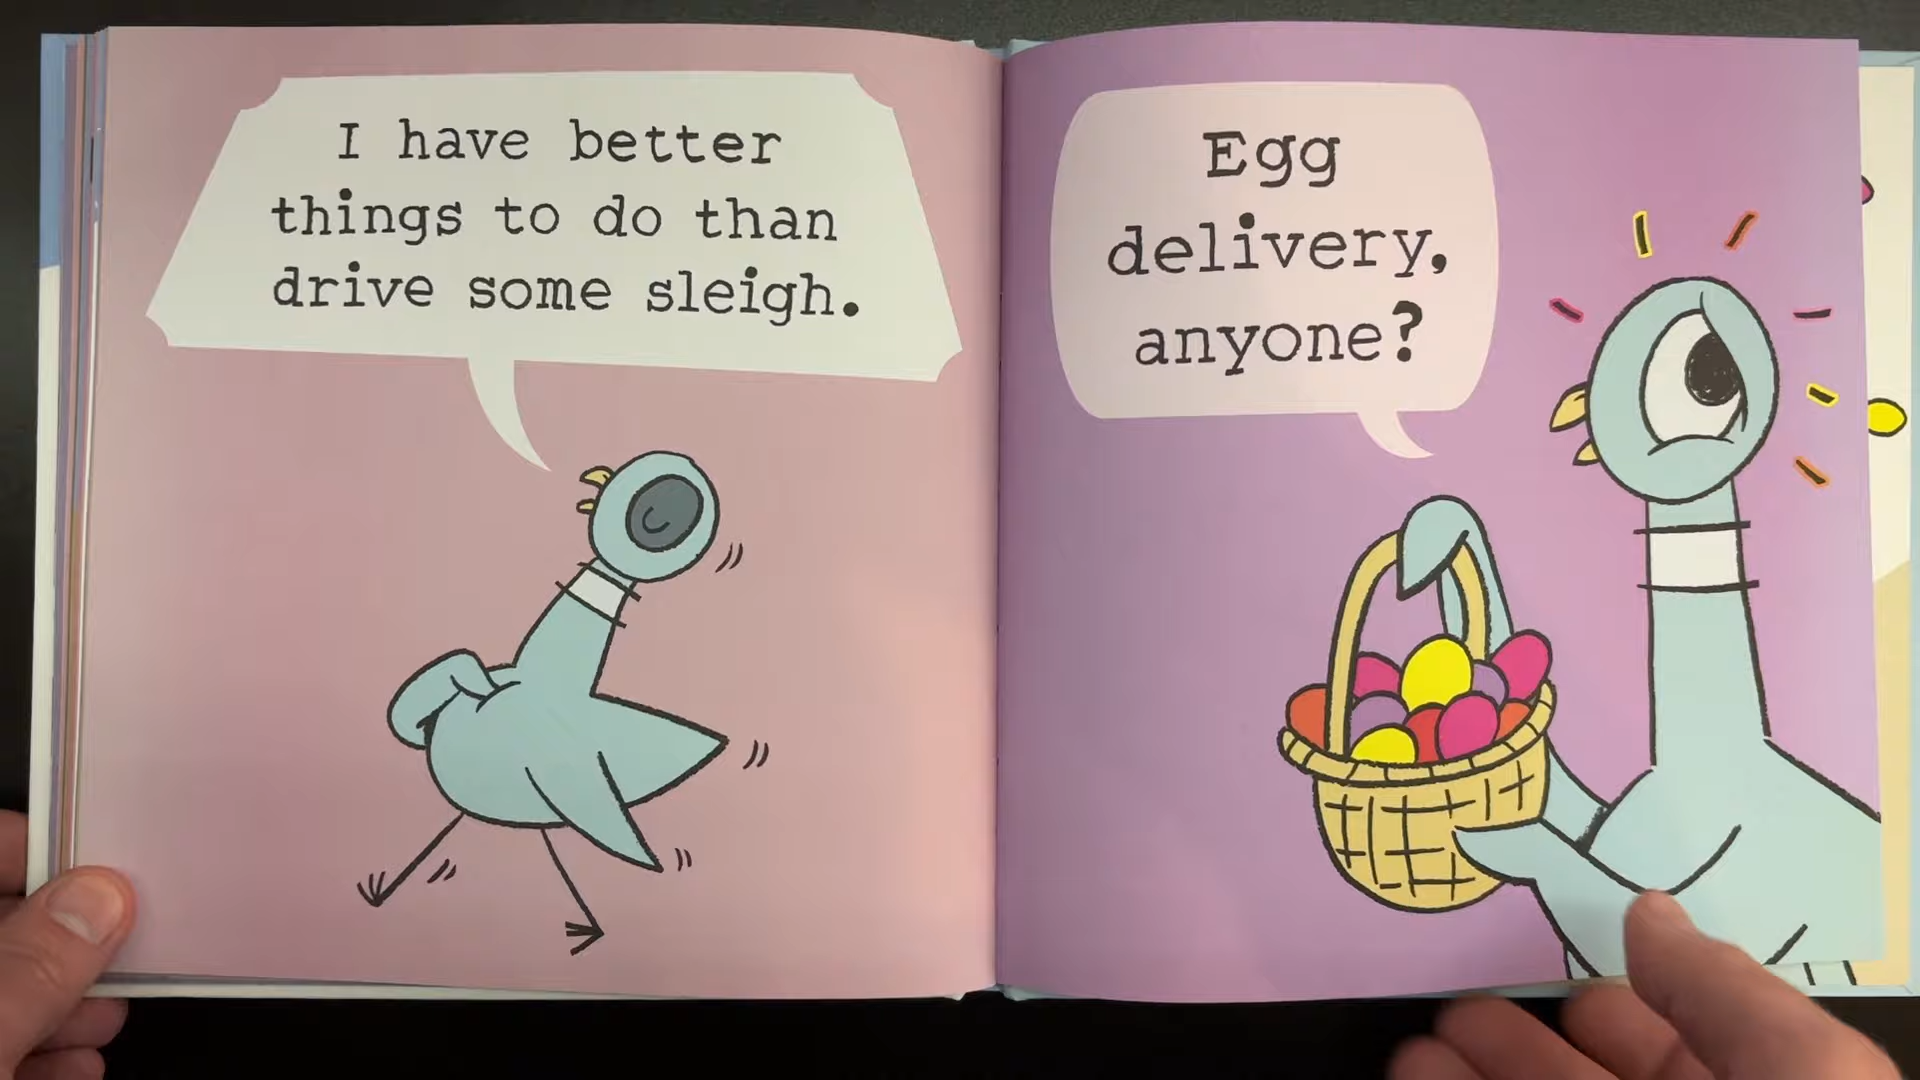 I have better
things to do than
drive some sleigh.
Egg
delivery,
anyone?